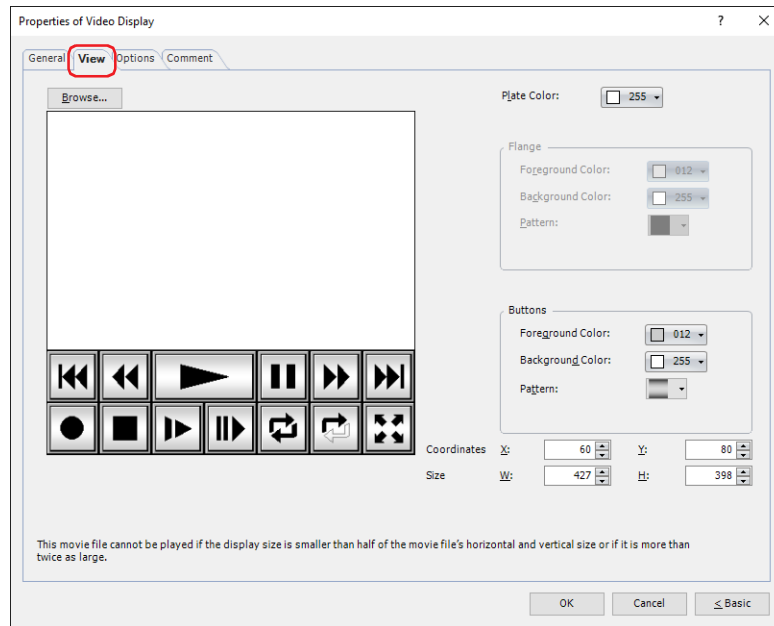 Properties of Video Display
General View Options Comment
Browse...
Plate Color: 255
Flange
Foreground Color: 012
Background Color: 255
Pattern:
Buttons
Foreground Color: 012
Background Color: 255
Pattern:
Coordinates X: 60 Y: 80
Size W: 427 H: 398
This movie file cannot be played if the display size is smaller than half of the movie file's horizontal and vertical size or if it is more than
twice as large.
OK Cancel < Basic